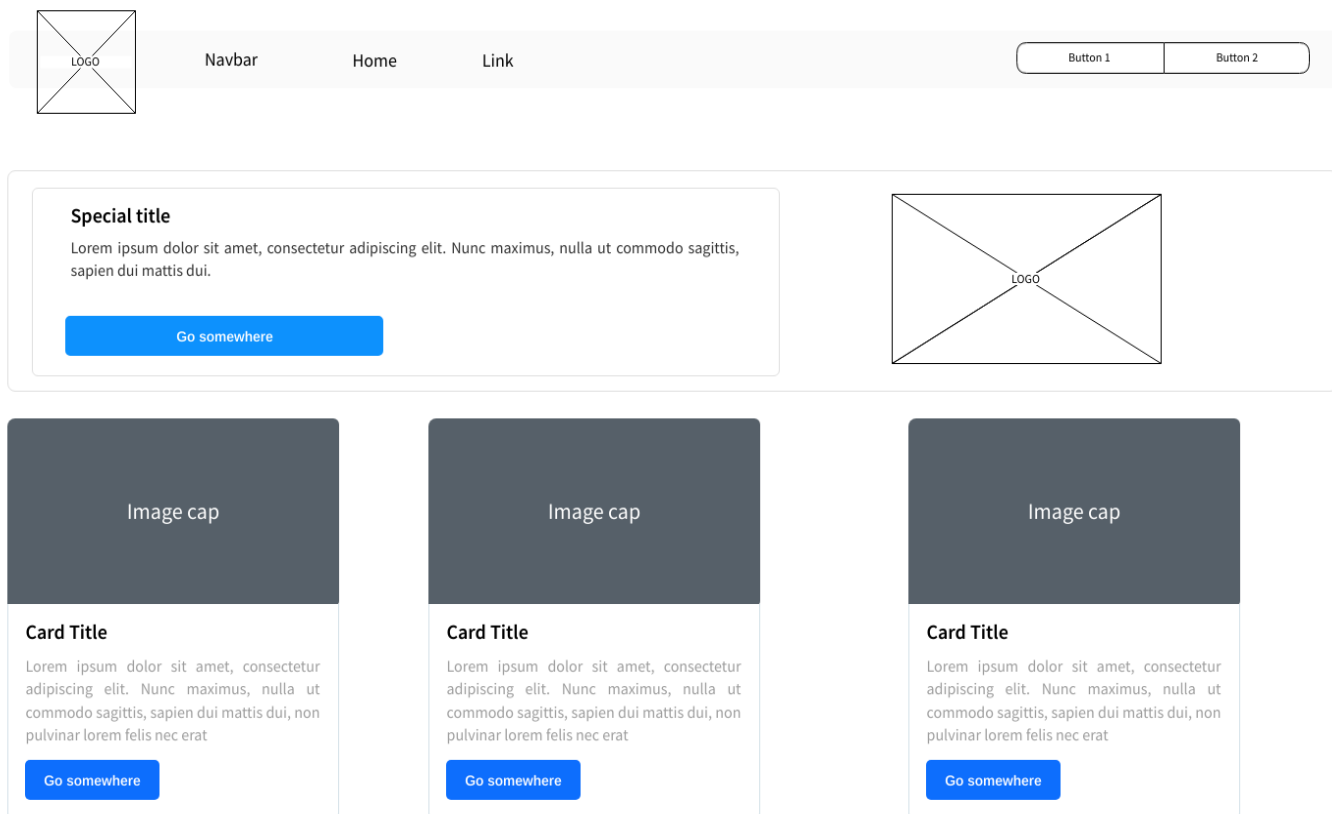 LOGO
Navbar
Home
Link
Button 1
Button 2
Special title
Lorem ipsum dolor sit amet, consectetur adipiscing elit. Nunc maximus, nulla ut commodo sagittis,
sapien dui mattis dui.
Go somewhere
LOGO
Image cap
Card Title
Lorem ipsum dolor sit amet, consectetur
adipiscing elit. Nunc maximus, nulla ut
commodo sagittis, sapien dui mattis dui, non
pulvinar lorem felis nec erat
Go somewhere
Image cap
Card Title
Lorem ipsum dolor sit amet, consectetur
adipiscing elit. Nunc maximus, nulla ut
commodo sagittis, sapien dui mattis dui, non
pulvinar lorem felis nec erat
Go somewhere
Image cap
Card Title
Lorem ipsum dolor sit amet, consectetur
adipiscing elit. Nunc maximus, nulla ut
commodo sagittis, sapien dui mattis dui, non
pulvinar lorem felis nec erat
Go somewhere